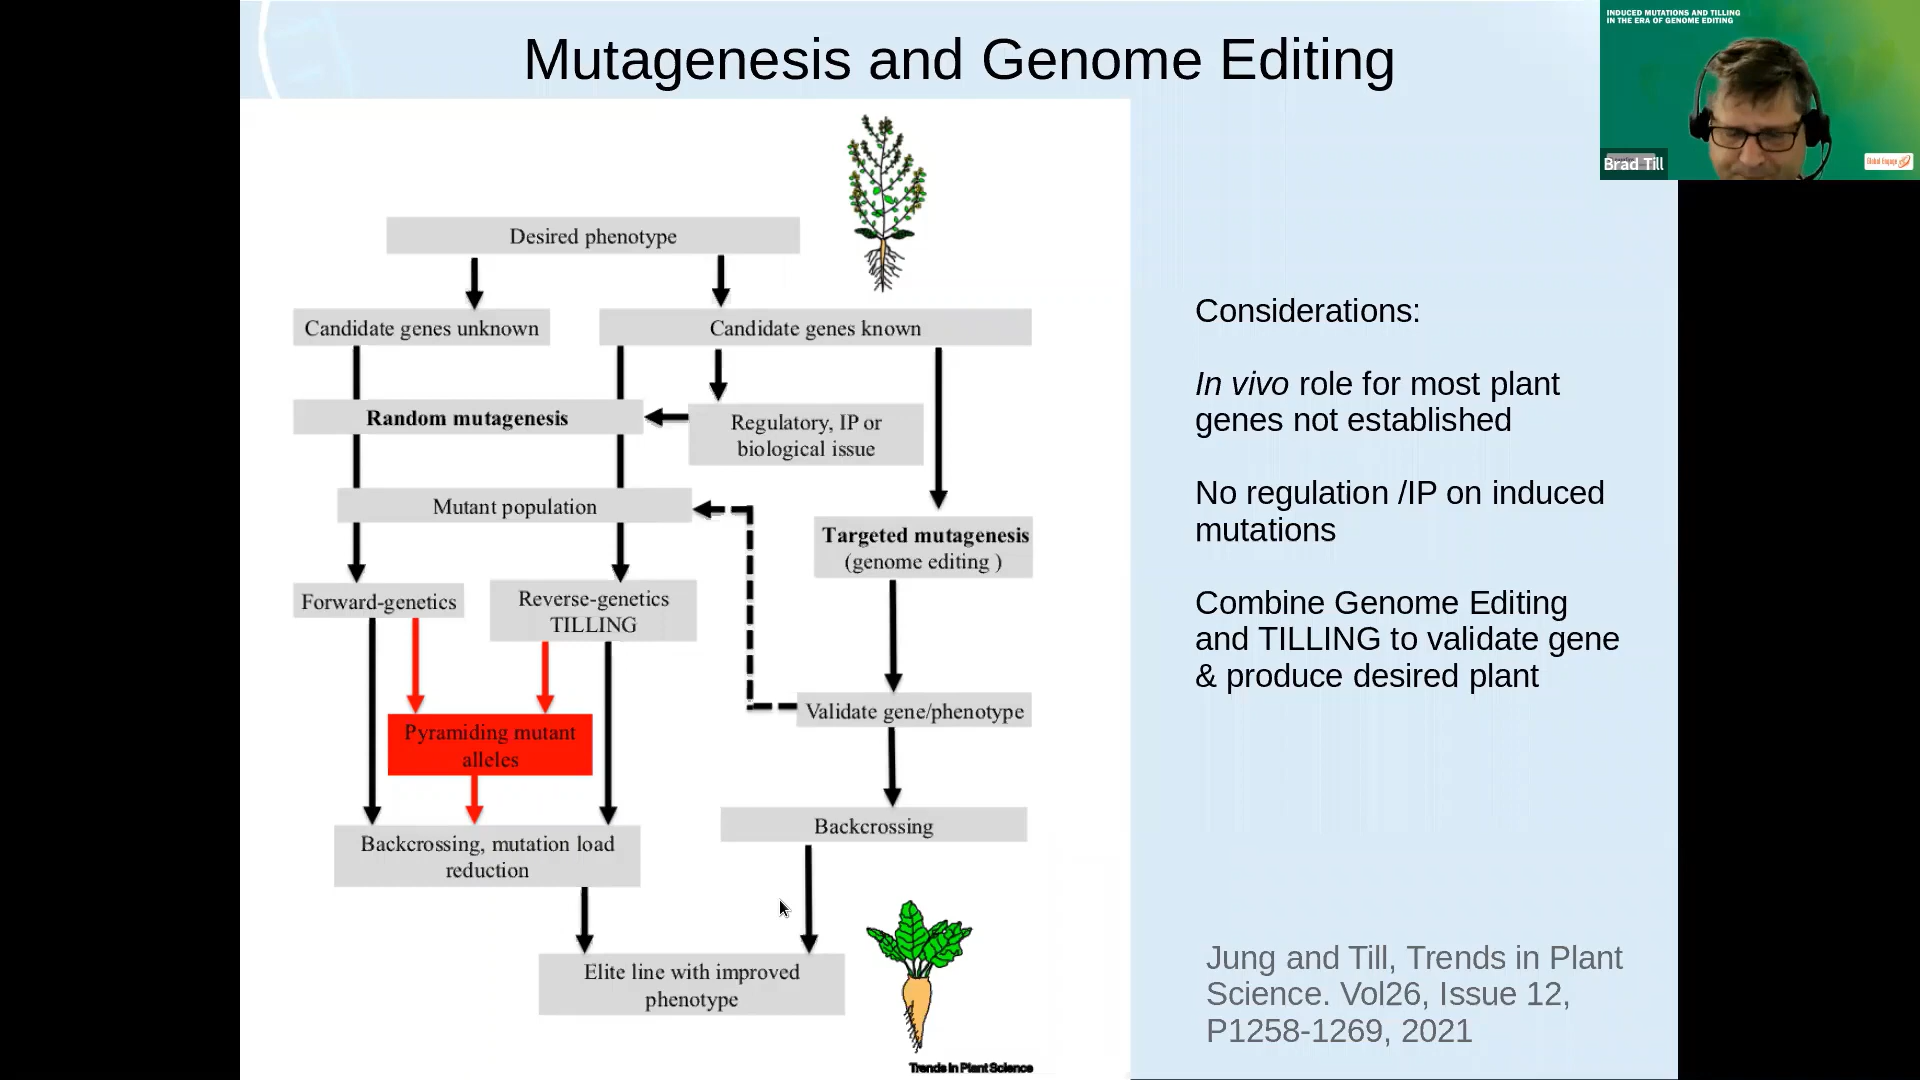 Mutagenesis and Genome Editing
INDUCED MUTATIONS AND TILLING
IN THE ERA OF GENOME EDITING
Brad Till
Global Engage
Desired phenotype
Candidate genes unknown
Candidate genes known
Random mutagenesis
Regulatory, IP or
biological issue
Mutant population
Targeted mutagenesis
(genome editing )
Forward-genetics
Reverse-genetics
TILLING
Validate gene/phenotype
Pyramiding mutant
alleles
Backcrossing
Backcrossing, mutation load
reduction
Elite line with improved
phenotype
Trends in Plant Science
Considerations:
In vivo role for most plant
genes not established
No regulation /IP on induced
mutations
Combine Genome Editing
and TILLING to validate gene
& produce desired plant
Jung and Till, Trends in Plant
Science. Vol26, Issue 12,
P1258-1269, 2021